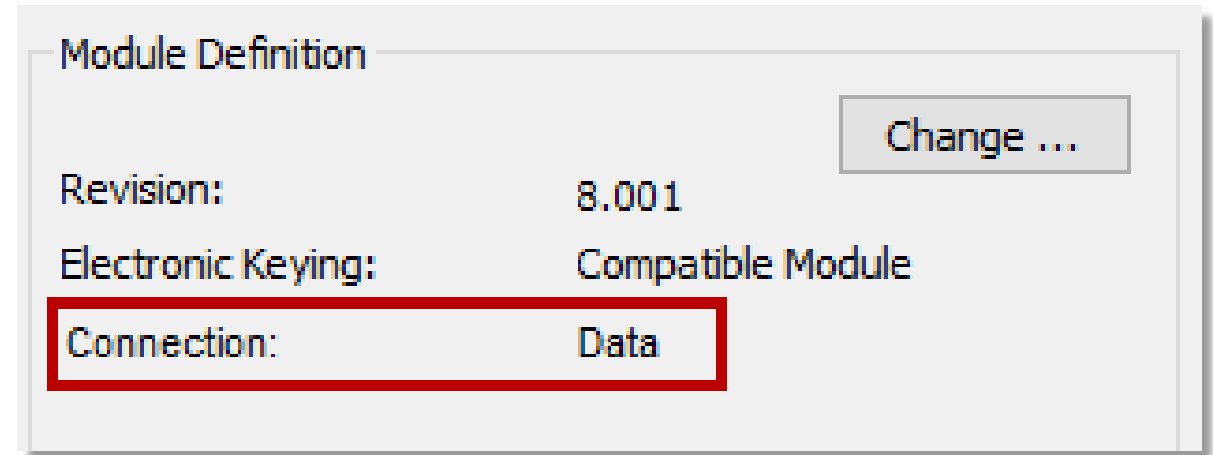 Module Definition
Change ...
Revision: 8.001
Electronic Keying: Compatible Module
Connection: Data